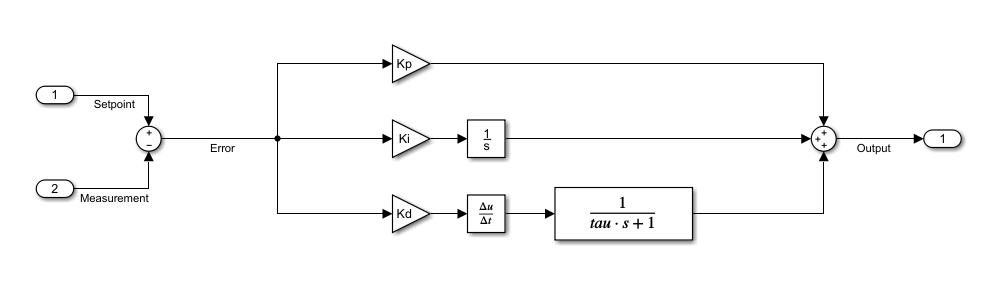 Kp
1
Setpoint
+
−
Error
Ki
1
s
+
+
+
Output
1
2
Measurement
Kd
Δu
Δt
1
tau · s + 1